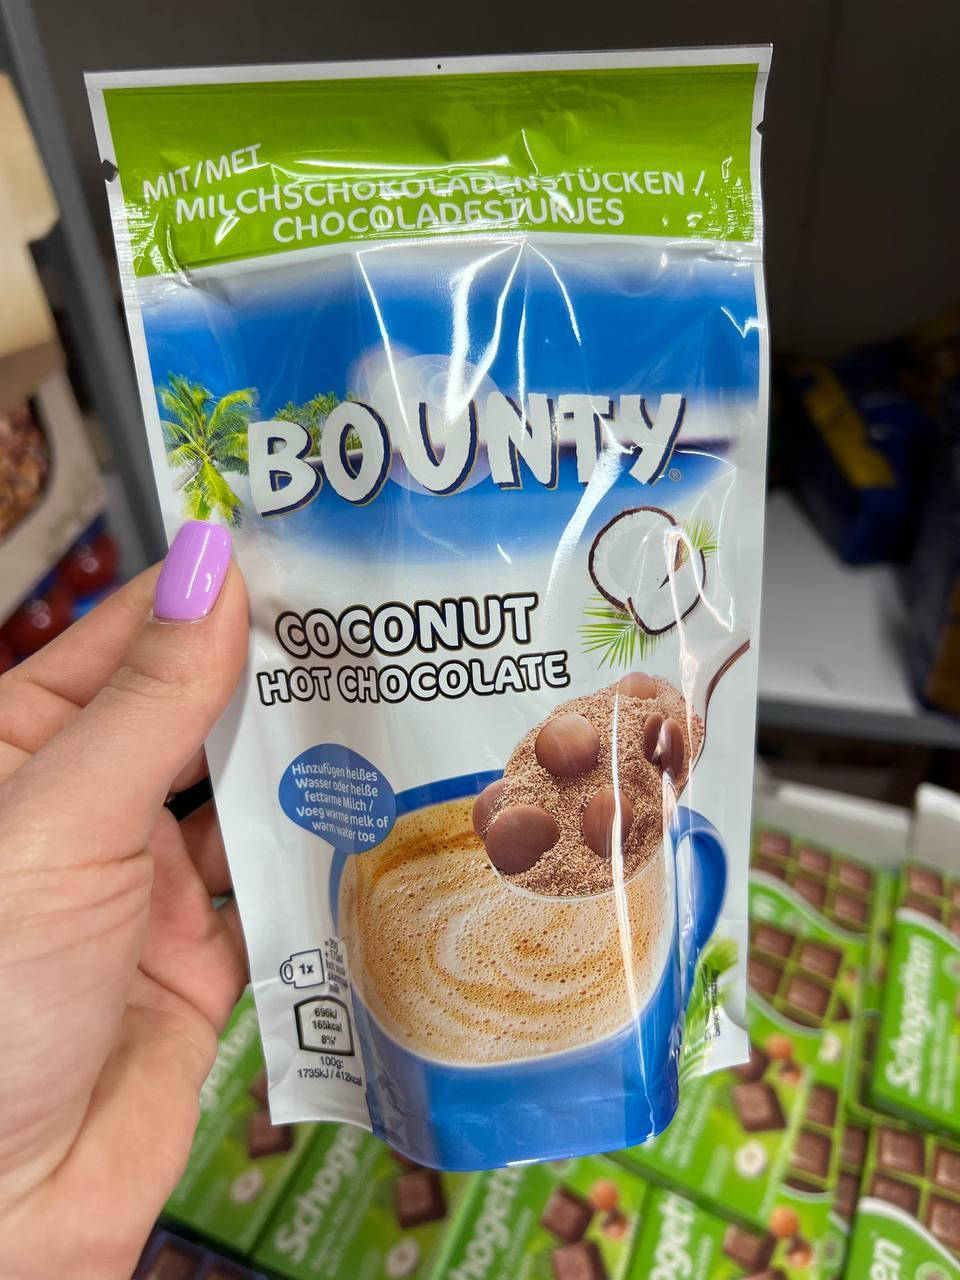 MIT/MET
MILCHSCHOKOLADENSTÜCKEN /
CHOCOLADESTUKJES
BOUNTY®
COCONUT
HOT CHOCOLATE
Hinzufügen heißes
Wasser oder heiße
fettarme Milch /
Voeg warme melk of
warm water toe
1x
696kJ
165kcal
8%*
100g:
1735kJ / 412kcal
Schogetten
Schogetten